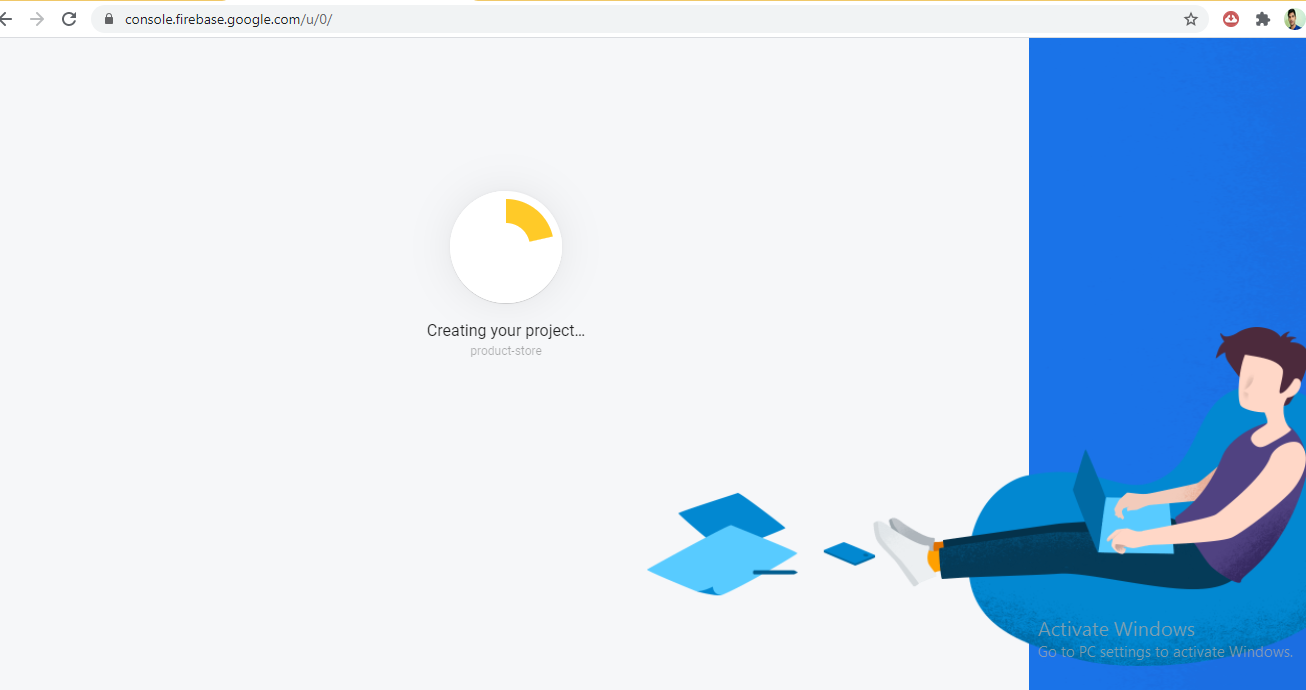 console.firebase.google.com/u/0/
Creating your project...
product-store
Activate Windows
Go to PC settings to activate Windows.